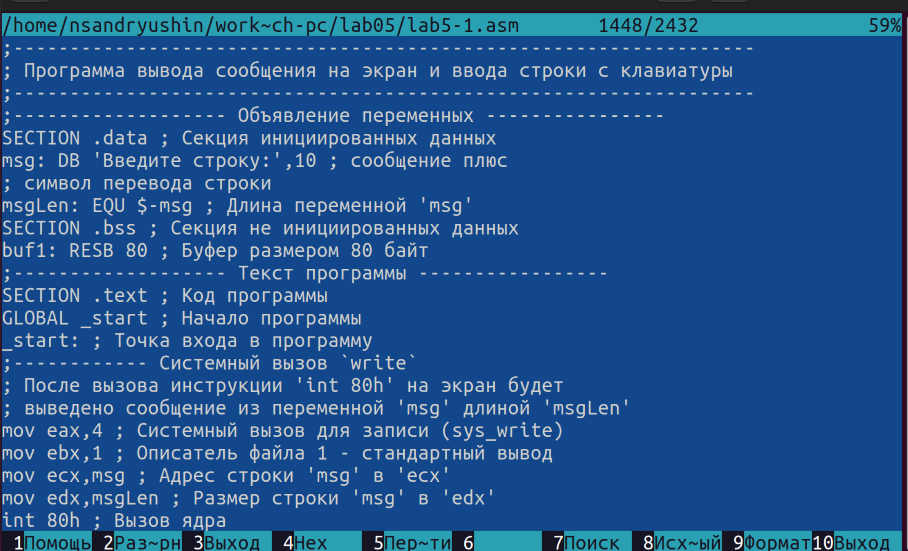 /home/nsandryushin/work~ch-pc/lab05/lab5-1.asm 1448/2432 59%
;------------------------------------------------------------------
; Программа вывода сообщения на экран и ввода строки с клавиатуры
;------------------------------------------------------------------
;------------------- Объявление переменных ----------------
SECTION .data ; Секция инициированных данных
msg: DB 'Введите строку:',10 ; сообщение плюс
; символ перевода строки
msgLen: EQU $-msg ; Длина переменной 'msg'
SECTION .bss ; Секция не инициированных данных
buf1: RESB 80 ; Буфер размером 80 байт
;------------------- Текст программы -----------------
SECTION .text ; Код программы
GLOBAL _start ; Начало программы
_start: ; Точка входа в программу
;------------ Системный вызов `write`
; После вызова инструкции 'int 80h' на экран будет
; выведено сообщение из переменной 'msg' длиной 'msgLen'
mov eax,4 ; Системный вызов для записи (sys_write)
mov ebx,1 ; Описатель файла 1 - стандартный вывод
mov ecx,msg ; Адрес строки 'msg' в 'ecx'
mov edx,msgLen ; Размер строки 'msg' в 'edx'
int 80h ; Вызов ядра
1Помощь 2Раз~рн 3Выход 4Hex 5Пер~ти 6 7Поиск 8Исх~ый 9Формат 10Выход